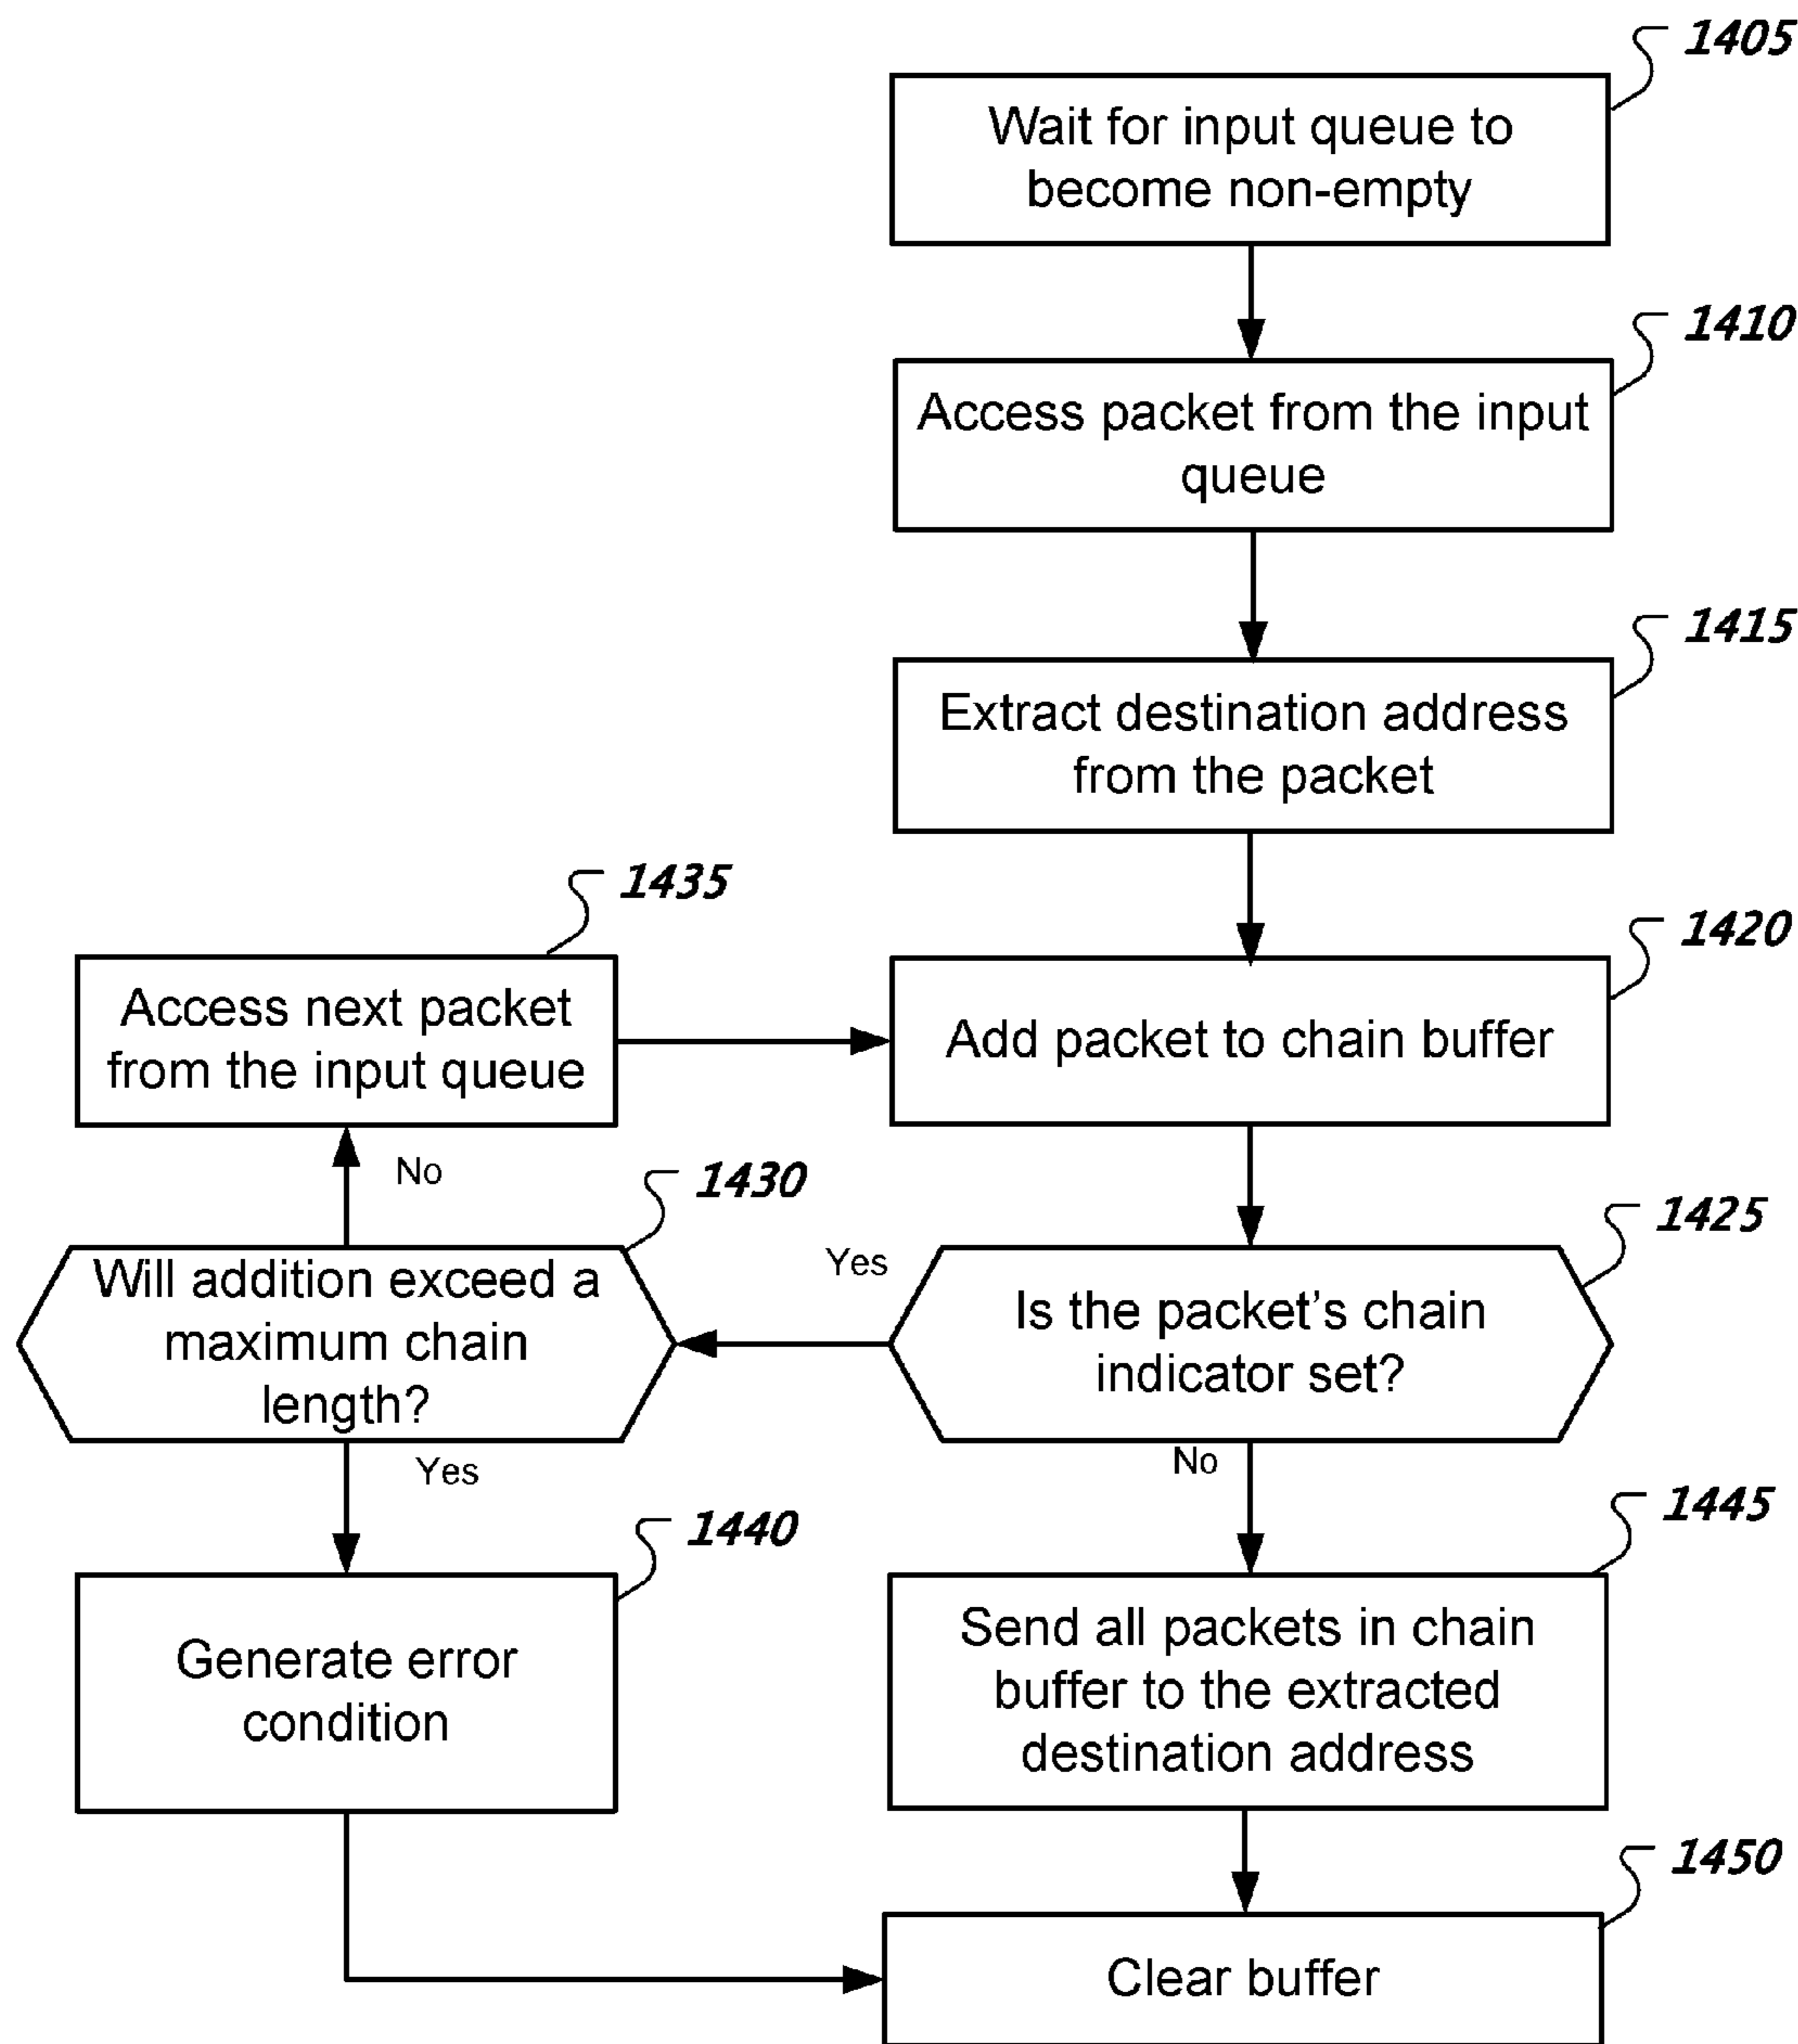 1405
Wait for input queue to
become non-empty
1410
Access packet from the input
queue
1415
Extract destination address
from the packet
1435
Access next packet
from the input queue
1420
Add packet to chain buffer
No
1430
Will addition exceed a
maximum chain
length?
Yes
1425
Yes
Is the packet's chain
indicator set?
No
1440
Generate error
condition
1445
Send all packets in chain
buffer to the extracted
destination address
1450
Clear buffer